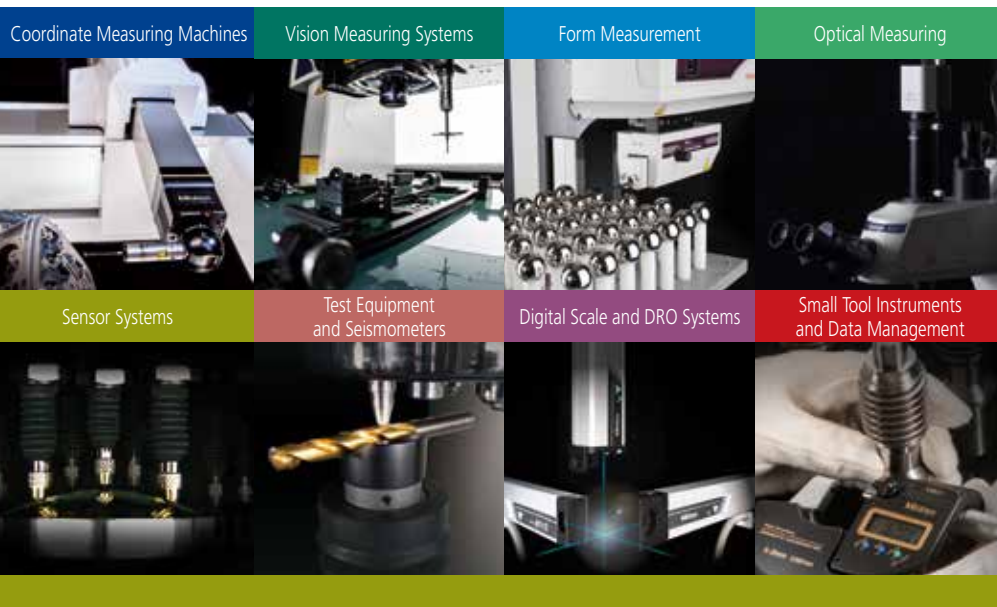 Coordinate Measuring Machines
Vision Measuring Systems
Form Measurement
Optical Measuring
Sensor Systems
Test Equipment
and Seismometers
Digital Scale and DRO Systems
Small Tool Instruments
and Data Management
Mitutoyo